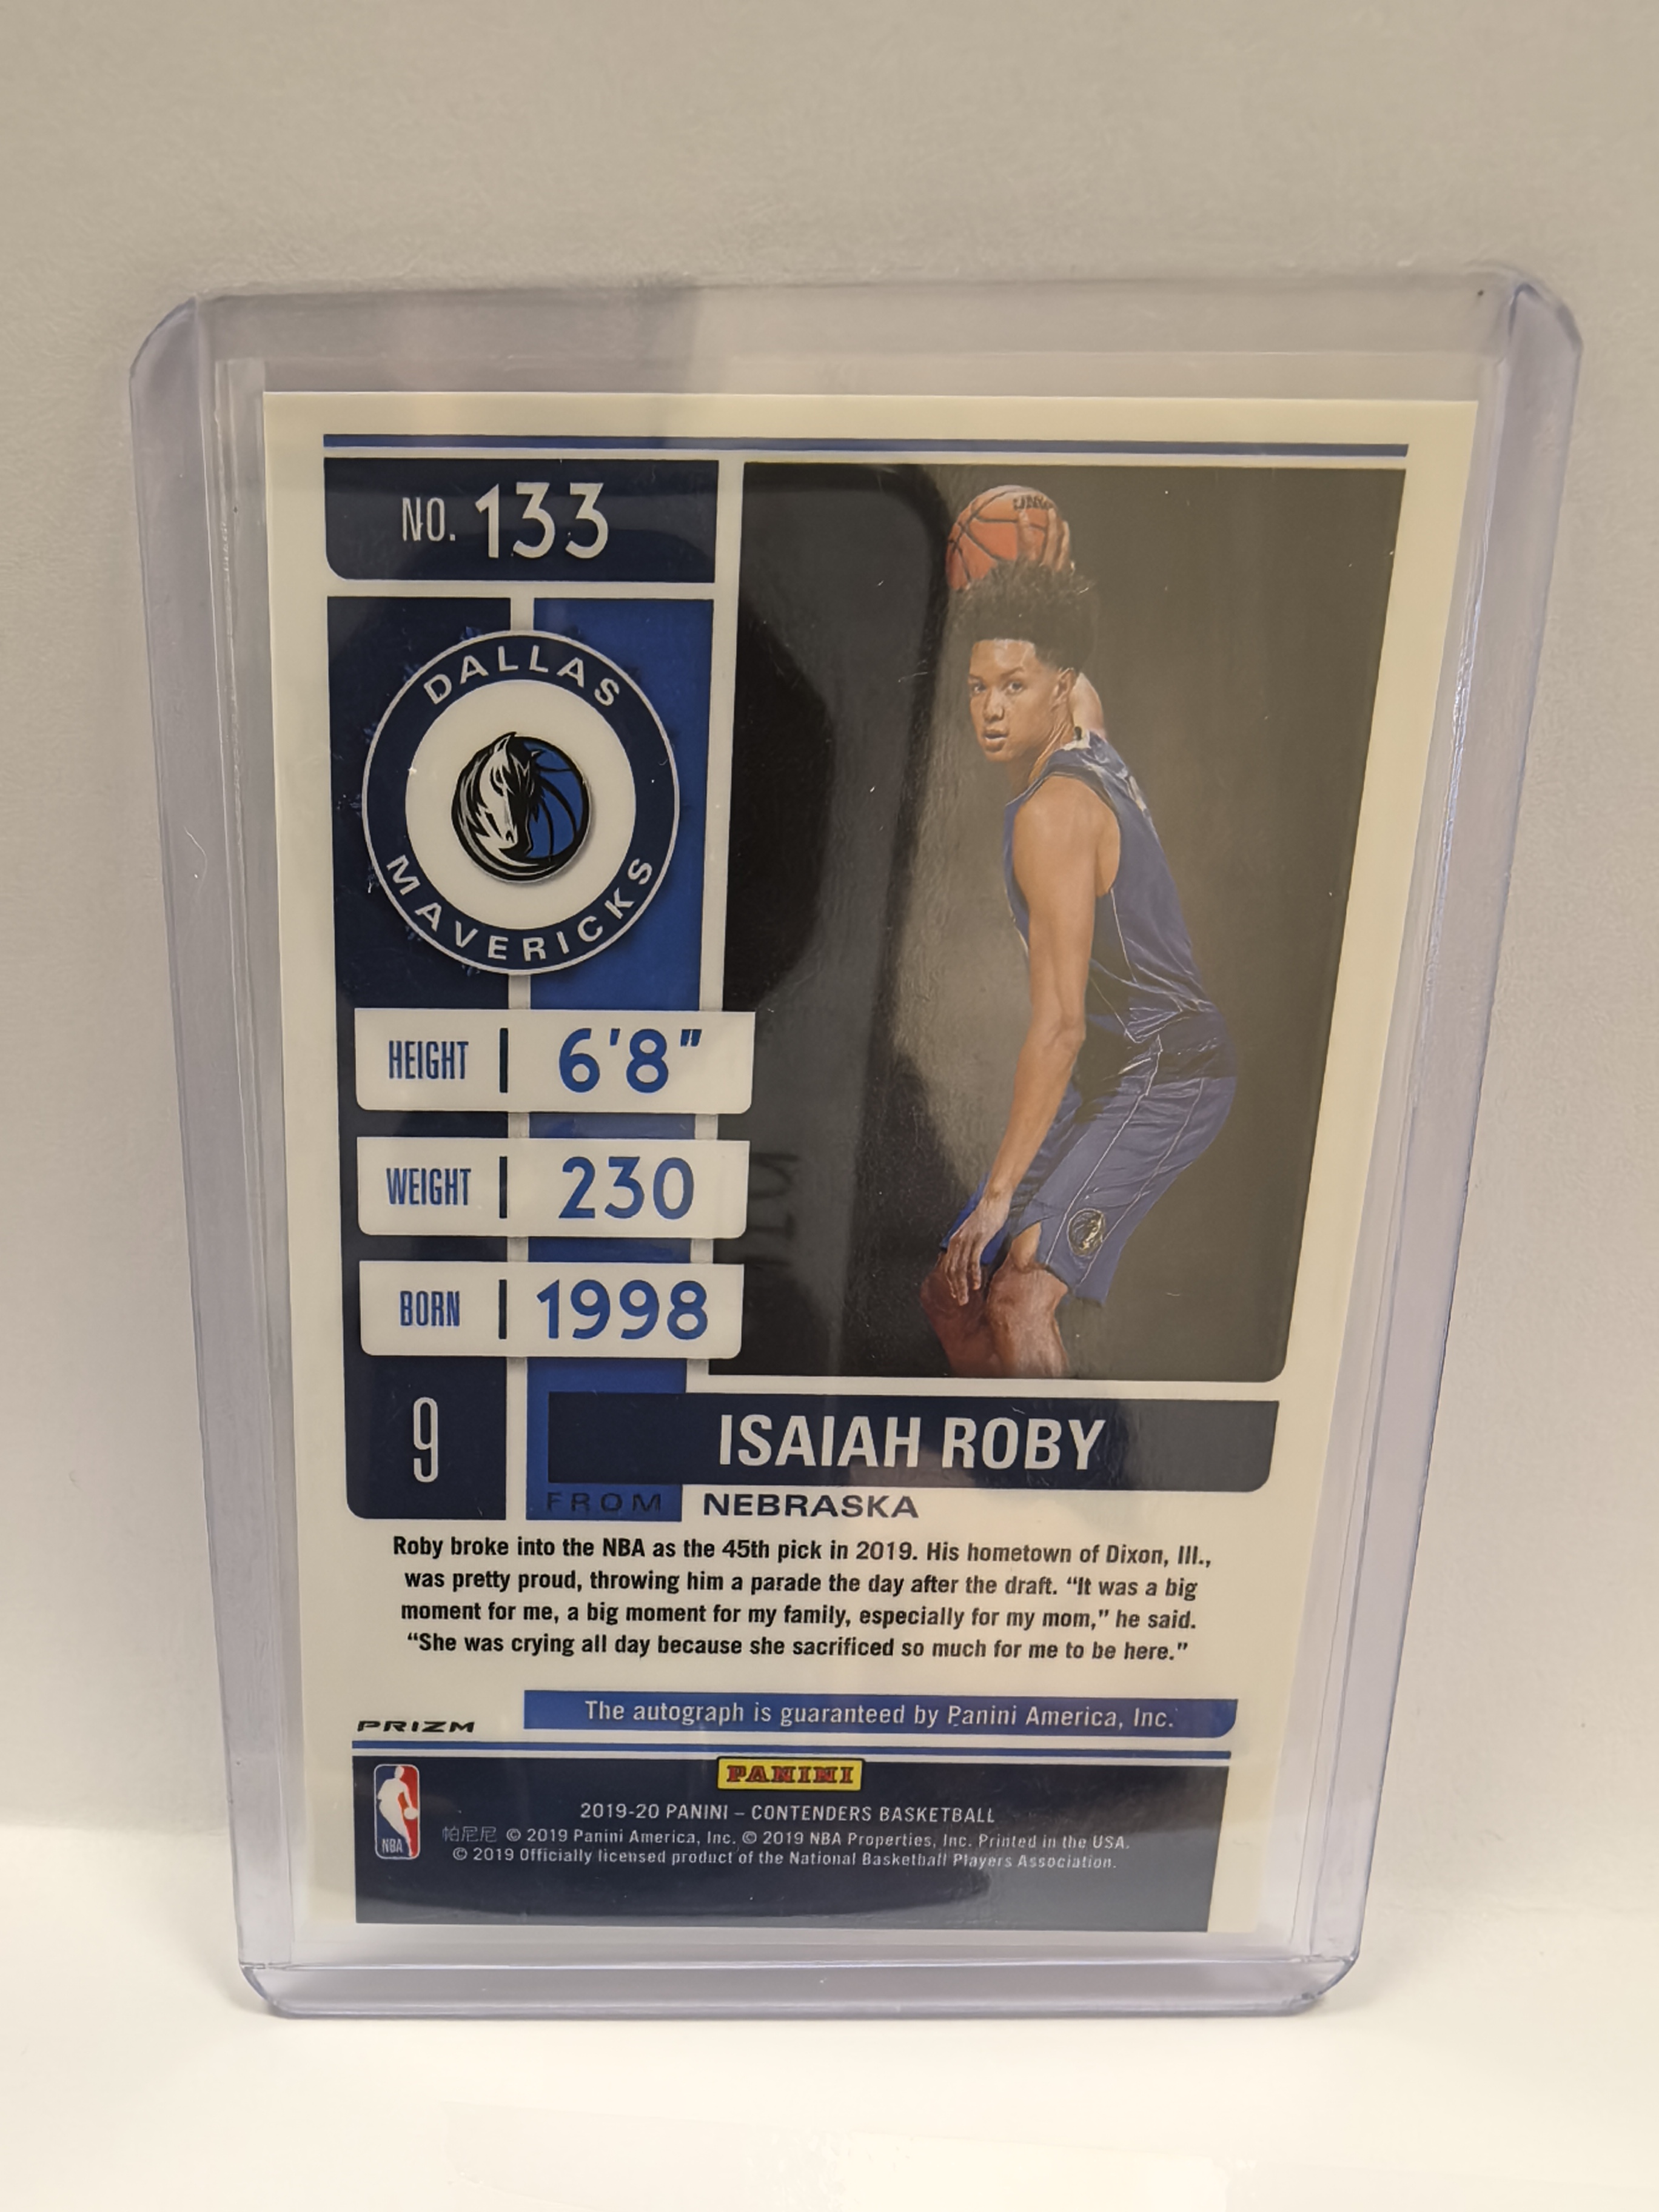 NO. 133
DALLAS
MAVERICKS
HEIGHT | 6'8"
WEIGHT | 230
BORN | 1998
9
ISAIAH ROBY
FROM NEBRASKA
Roby broke into the NBA as the 45th pick in 2019. His hometown of Dixon, Ill.,
was pretty proud, throwing him a parade the day after the draft. “It was a big
moment for me, a big moment for my family, especially for my mom,” he said.
“She was crying all day because she sacrificed so much for me to be here.”
The autograph is guaranteed by Panini America, Inc.
PRIZM
PANINI
NBA
2019-20 PANINI – CONTENDERS BASKETBALL
帕尼尼 © 2019 Panini America, Inc. © 2019 NBA Properties, Inc. Printed in the USA.
© 2019 Officially licensed product of the National Basketball Players Association.